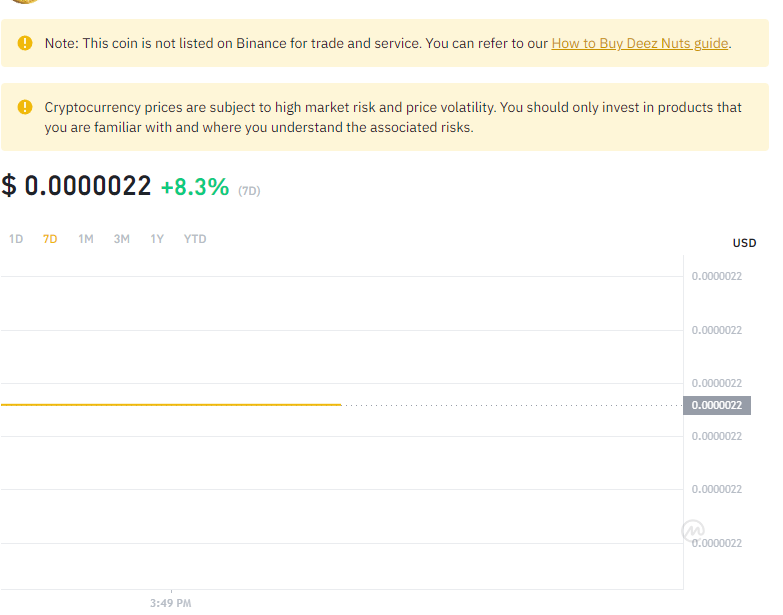 Note: This coin is not listed on Binance for trade and service. You can refer to our How to Buy Deez Nuts guide.
Cryptocurrency prices are subject to high market risk and price volatility. You should only invest in products that
you are familiar with and where you understand the associated risks.
$ 0.0000022 +8.3% (7D)
1D 7D 1M 3M 1Y YTD
USD
0.0000022
0.0000022
0.0000022
0.0000022
0.0000022
0.0000022
0.0000022
3:49 PM